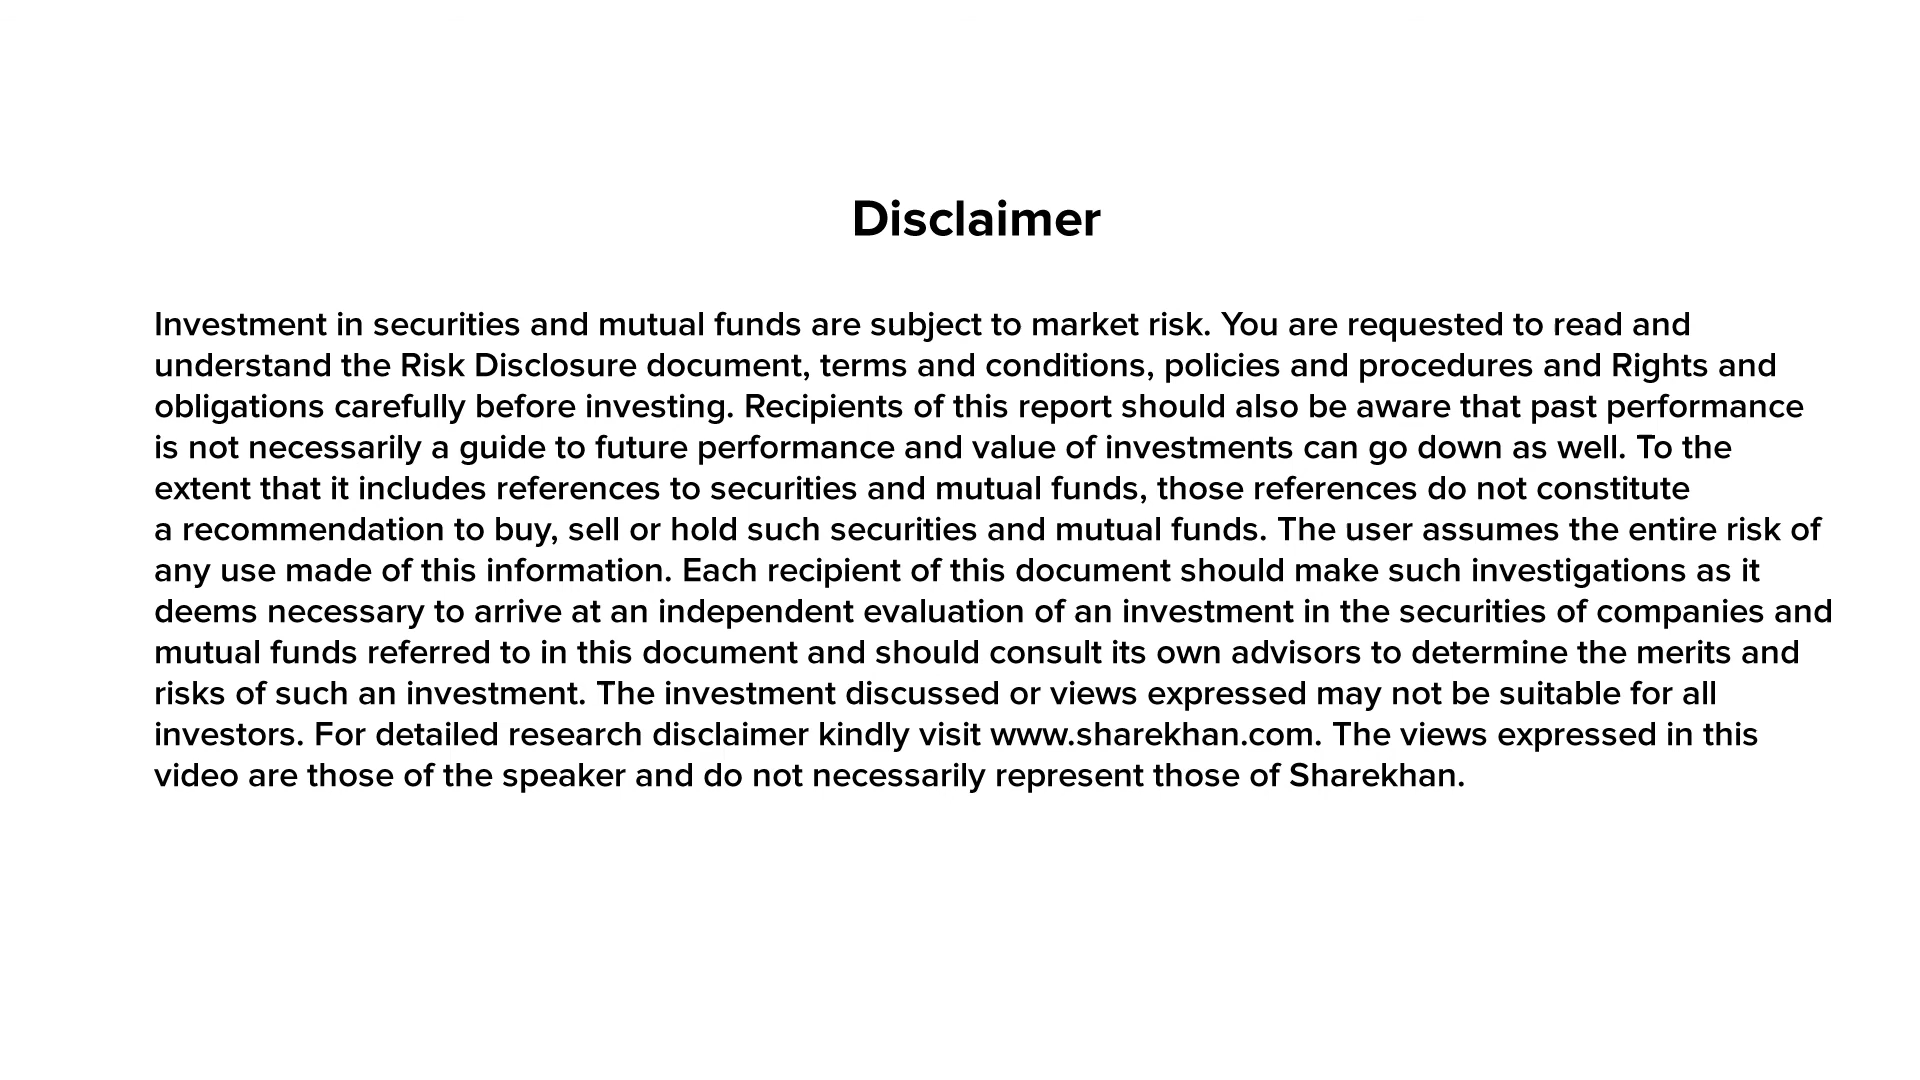 Disclaimer
Investment in securities and mutual funds are subject to market risk. You are requested to read and
understand the Risk Disclosure document, terms and conditions, policies and procedures and Rights and
obligations carefully before investing. Recipients of this report should also be aware that past performance
is not necessarily a guide to future performance and value of investments can go down as well. To the
extent that it includes references to securities and mutual funds, those references do not constitute
a recommendation to buy, sell or hold such securities and mutual funds. The user assumes the entire risk of
any use made of this information. Each recipient of this document should make such investigations as it
deems necessary to arrive at an independent evaluation of an investment in the securities of companies and
mutual funds referred to in this document and should consult its own advisors to determine the merits and
risks of such an investment. The investment discussed or views expressed may not be suitable for all
investors. For detailed research disclaimer kindly visit www.sharekhan.com. The views expressed in this
video are those of the speaker and do not necessarily represent those of Sharekhan.